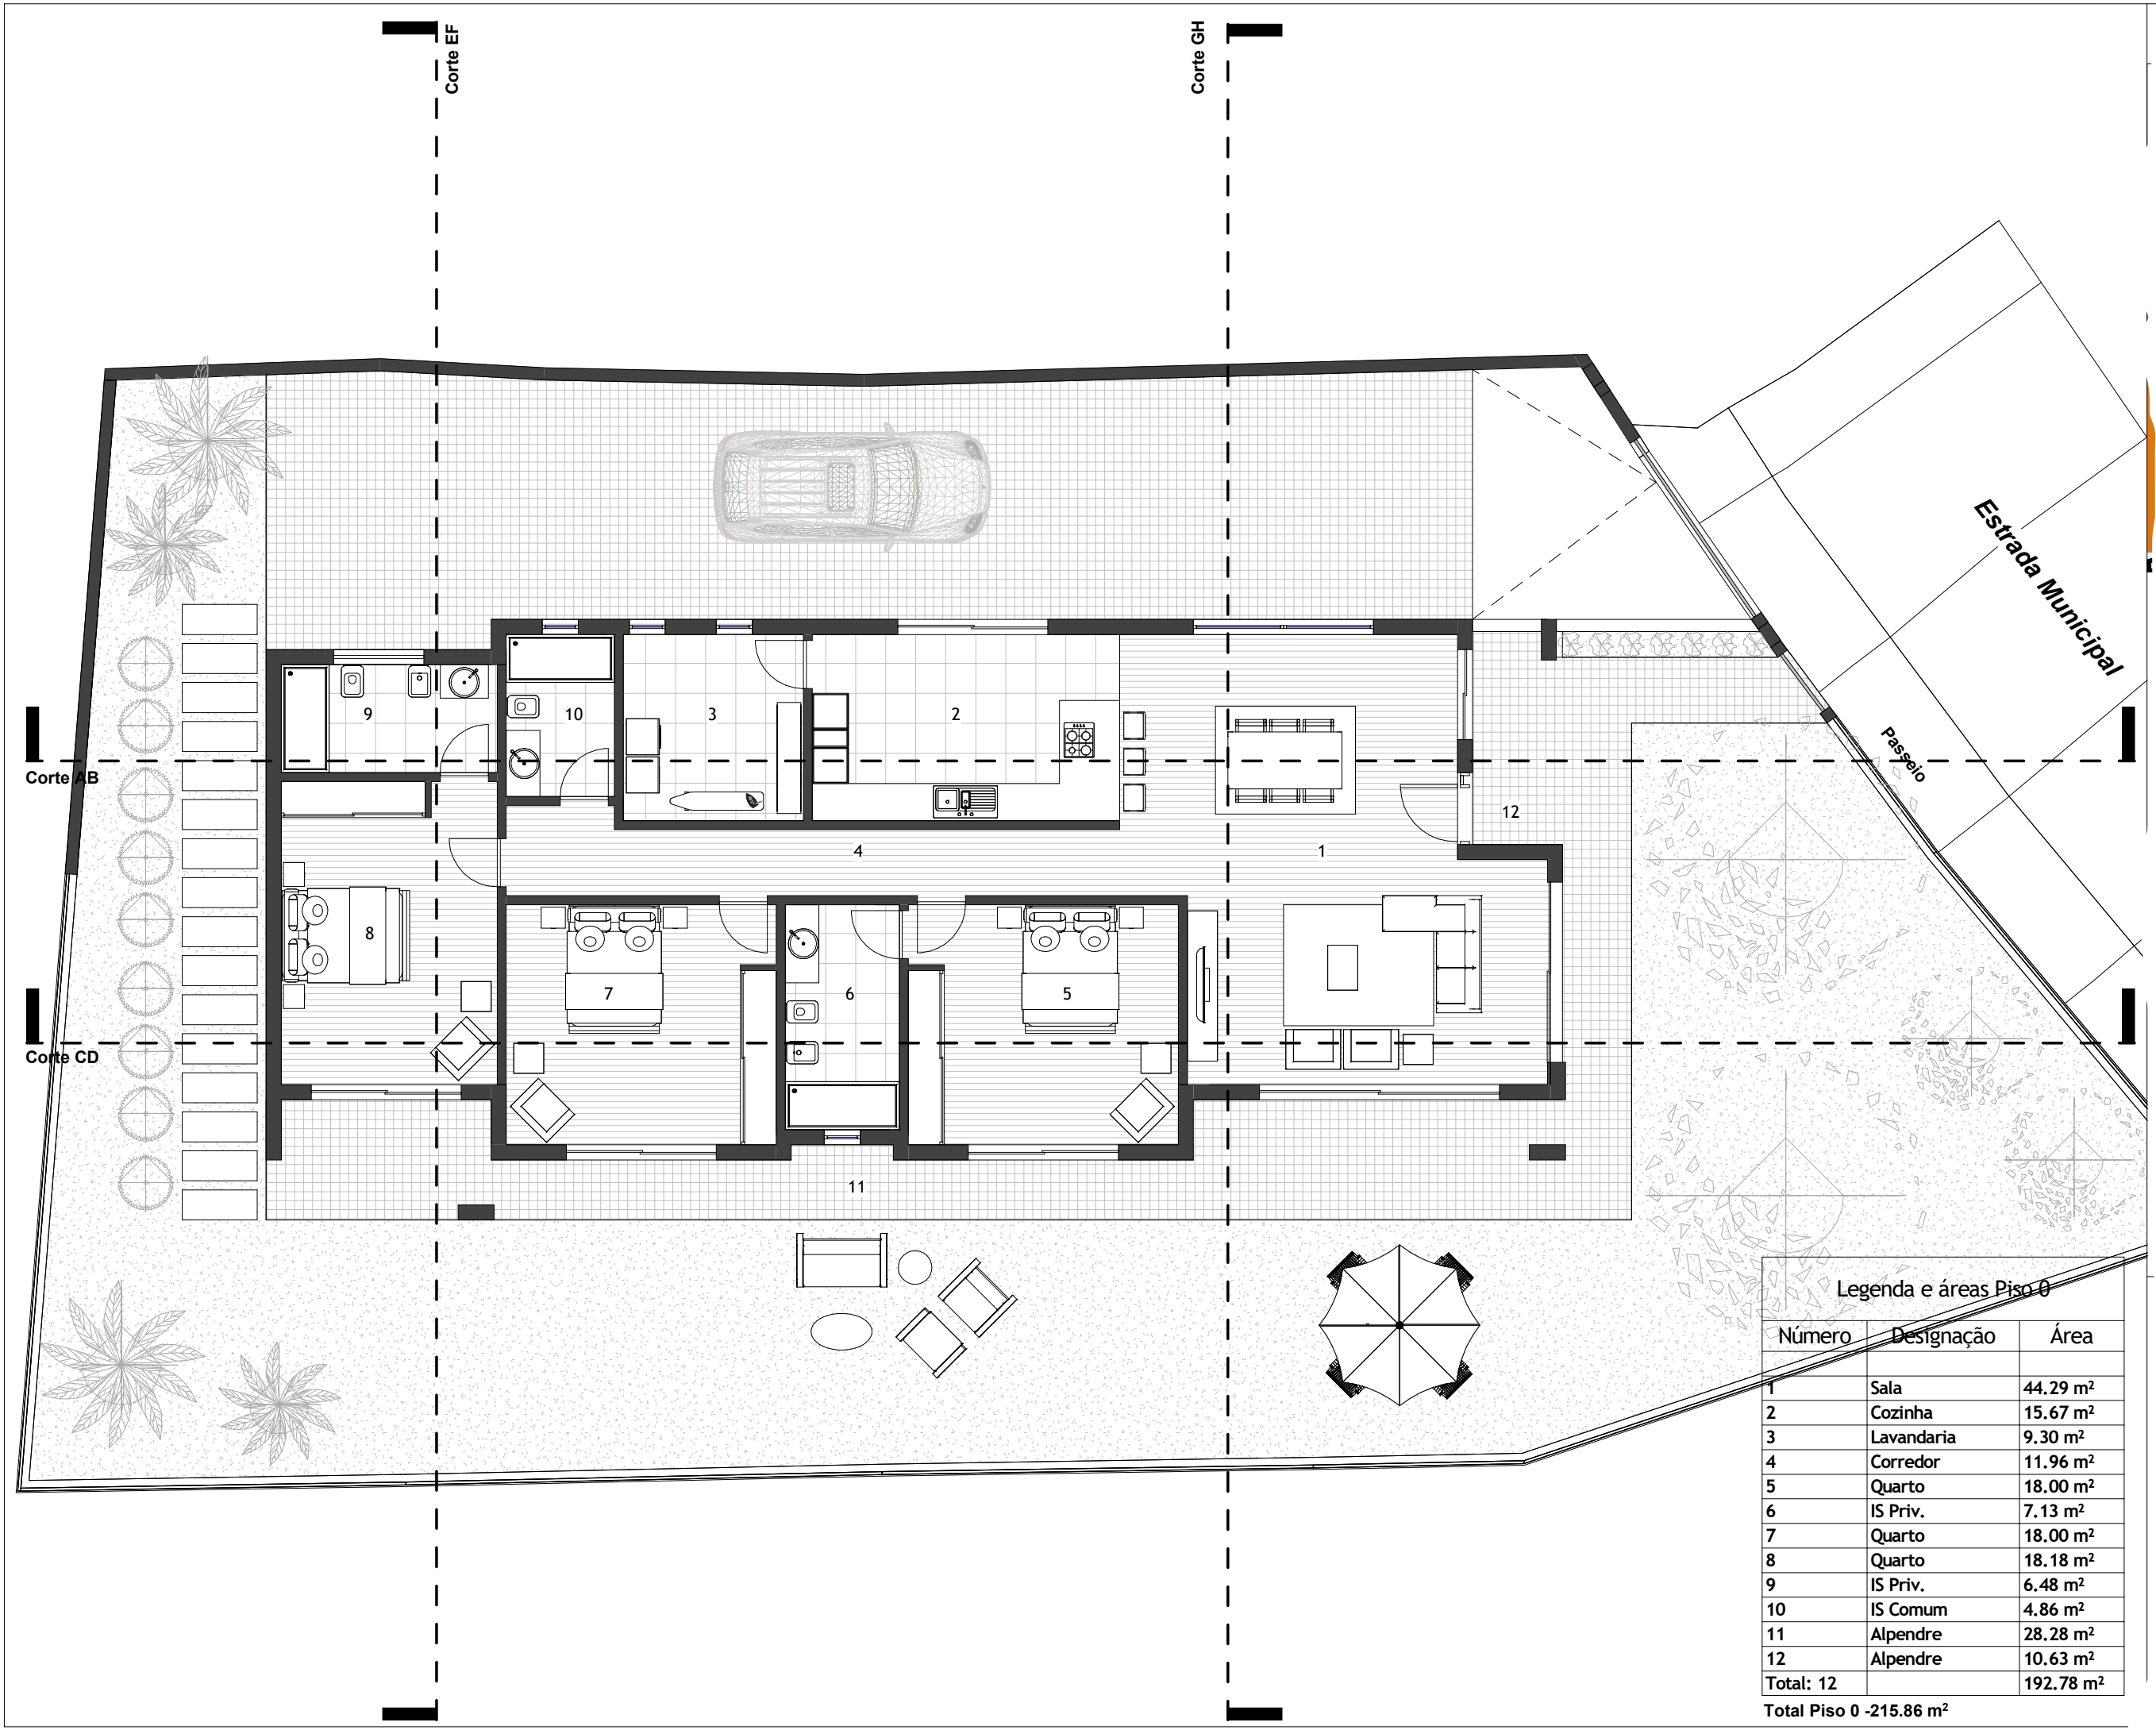 Corte EF
Corte GH
Estrada Municipal
Passeio
9
10
3
2
Corte AB
12
4
1
8
7
6
5
Corte CD
11
Legenda e áreas Piso 0
Número Designação Área
1 Sala 44.29 m²
2 Cozinha 15.67 m²
3 Lavandaria 9.30 m²
4 Corredor 11.96 m²
5 Quarto 18.00 m²
6 IS Priv. 7.13 m²
7 Quarto 18.00 m²
8 Quarto 18.18 m²
9 IS Priv. 6.48 m²
10 IS Comum 4.86 m²
11 Alpendre 28.28 m²
12 Alpendre 10.63 m²
Total: 12 192.78 m²
Total Piso 0 -215.86 m²